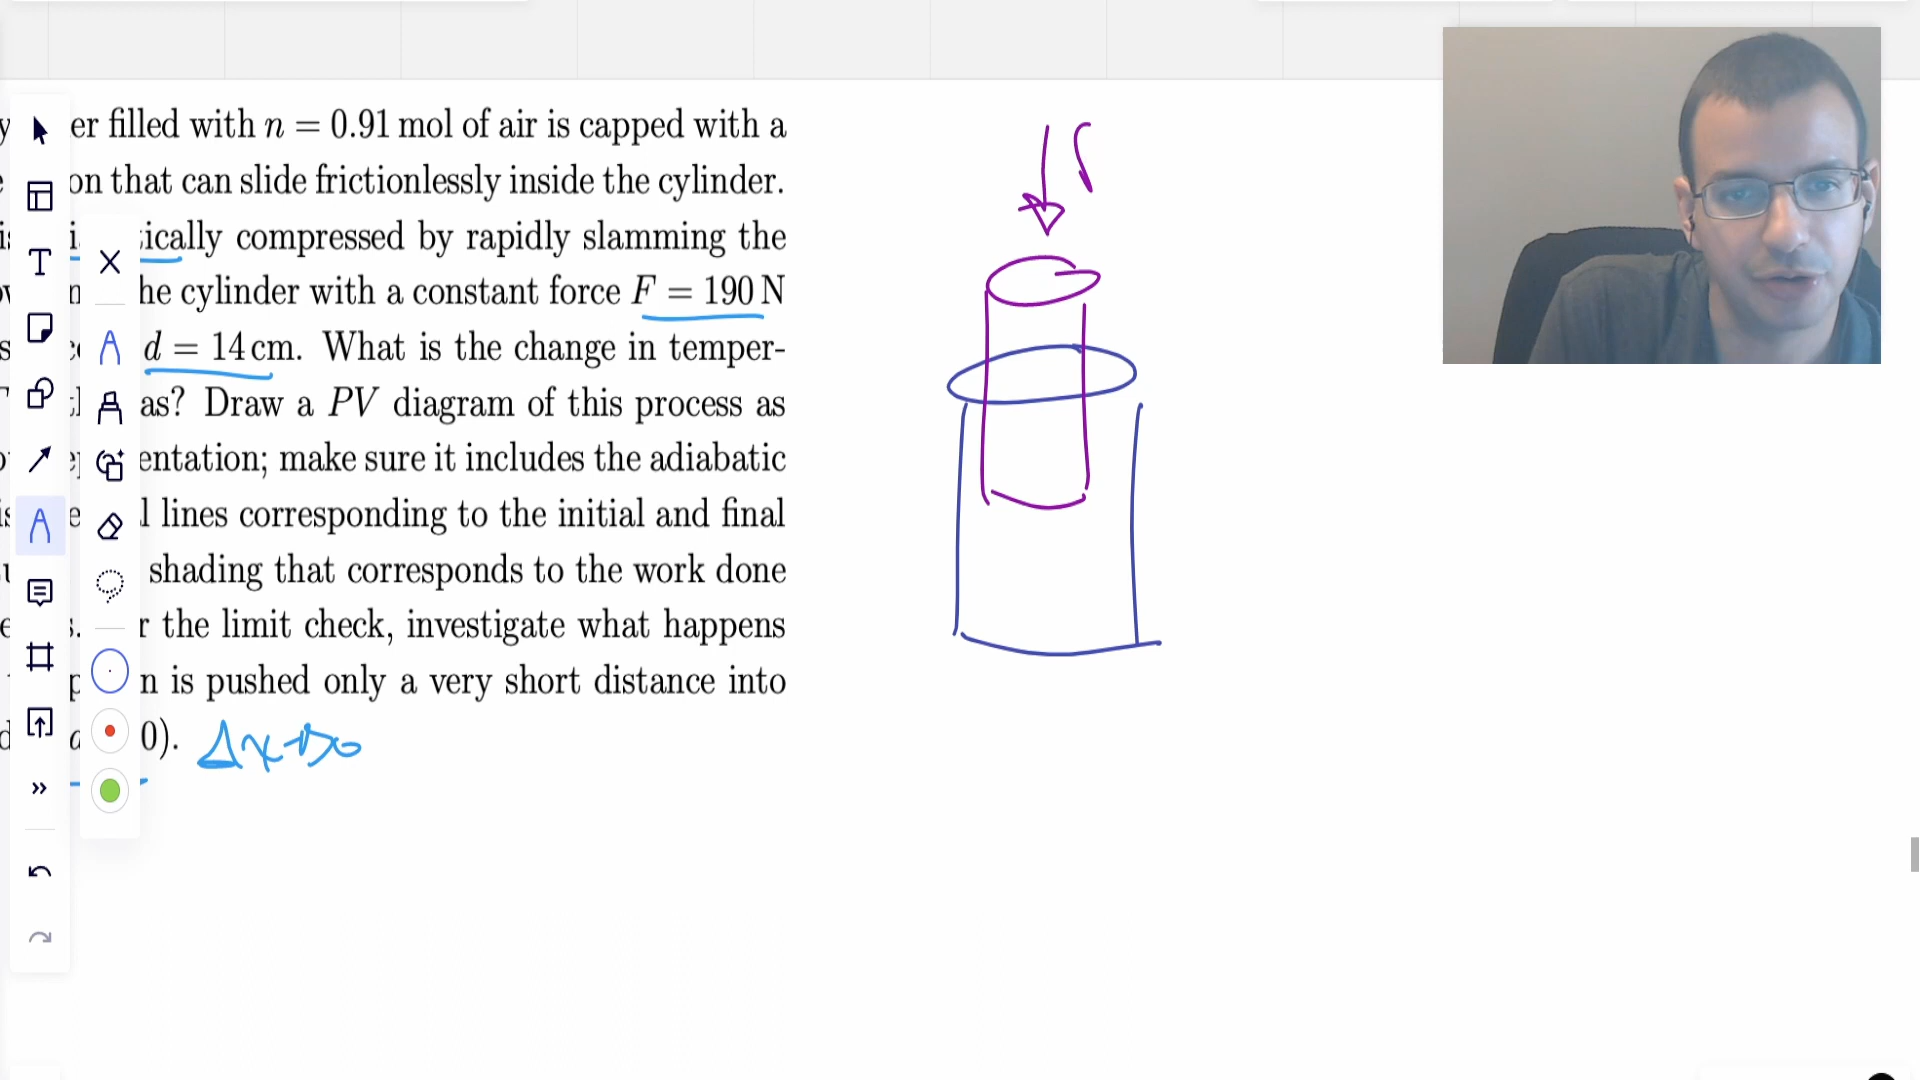 er filled with n = 0.91 mol of air is capped with a
on that can slide frictionlessly inside the cylinder.
ically compressed by rapidly slamming the
he cylinder with a constant force F = 190 N
d = 14 cm. What is the change in temper-
as? Draw a PV diagram of this process as
entation; make sure it includes the adiabatic
l lines corresponding to the initial and final
shading that corresponds to the work done
r the limit check, investigate what happens
n is pushed only a very short distance into
0). Δx→0